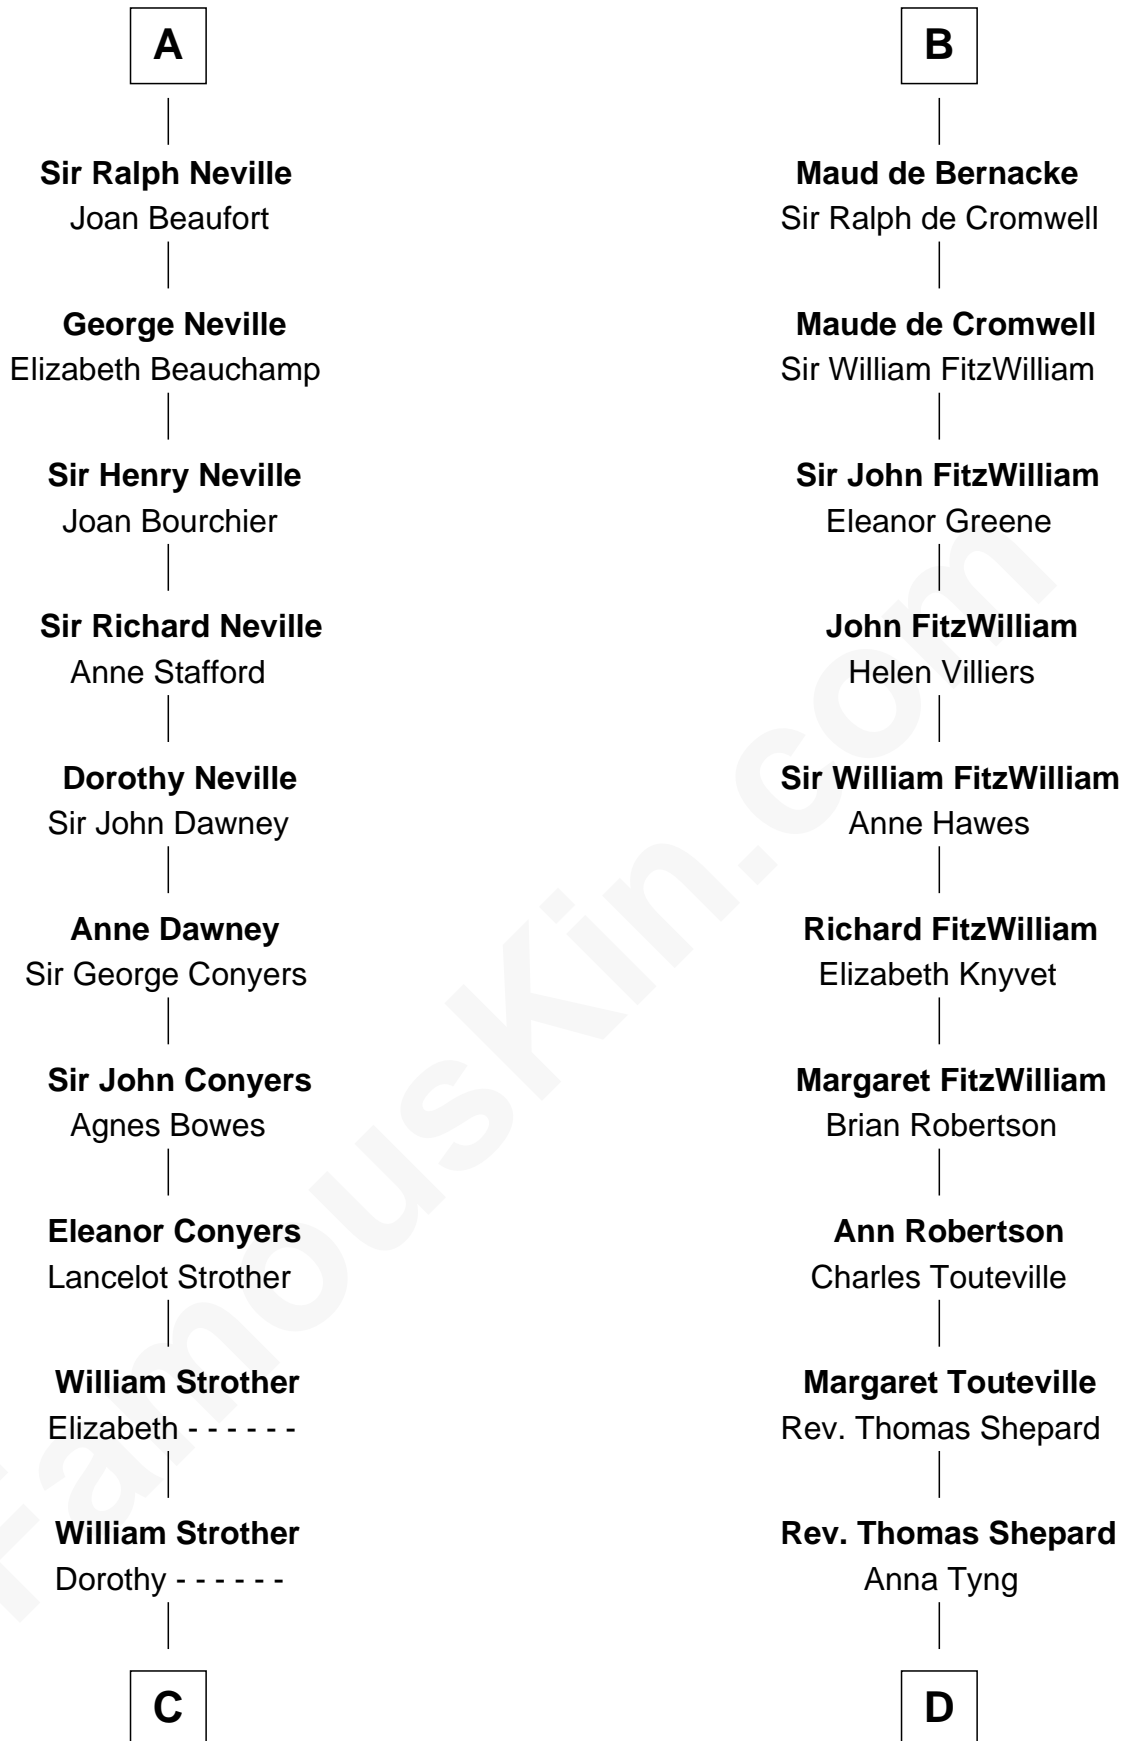 A
Sir Ralph Neville
Joan Beaufort
George Neville
Elizabeth Beauchamp
Sir Henry Neville
Joan Bourchier
Sir Richard Neville
Anne Stafford
Dorothy Neville
Sir John Dawney
Anne Dawney
Sir George Conyers
Sir John Conyers
Agnes Bowes
Eleanor Conyers
Lancelot Strother
William Strother
Elizabeth - - - - - -
William Strother
Dorothy - - - - - -
C
B
Maud de Bernacke
Sir Ralph de Cromwell
Maude de Cromwell
Sir William FitzWilliam
Sir John FitzWilliam
Eleanor Greene
John FitzWilliam
Helen Villiers
Sir William FitzWilliam
Anne Hawes
Richard FitzWilliam
Elizabeth Knyvet
Margaret FitzWilliam
Brian Robertson
Ann Robertson
Charles Touteville
Margaret Touteville
Rev. Thomas Shepard
Rev. Thomas Shepard
Anna Tyng
D
FamousKin.com